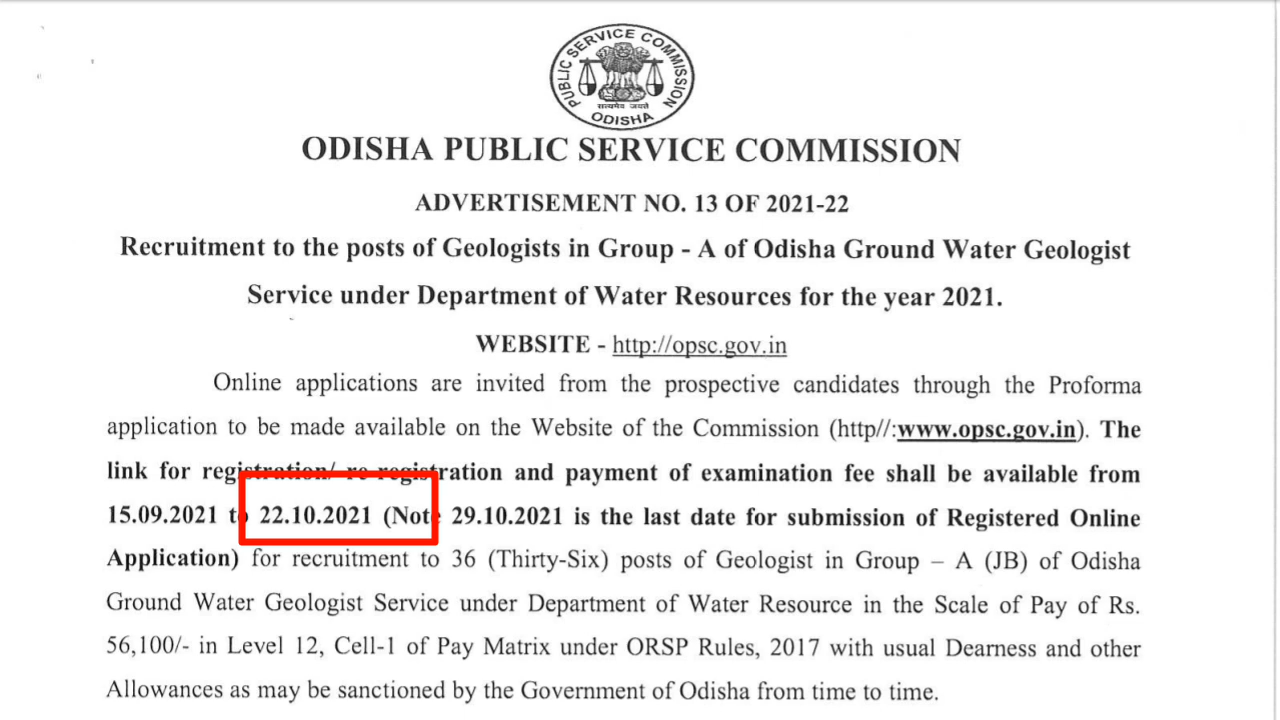 PUBLIC SERVICE COMMISSION
सत्यमेव जयते
ODISHA
ODISHA PUBLIC SERVICE COMMISSION
ADVERTISEMENT NO. 13 OF 2021-22
Recruitment to the posts of Geologists in Group - A of Odisha Ground Water Geologist
Service under Department of Water Resources for the year 2021.
WEBSITE - http://opsc.gov.in
Online applications are invited from the prospective candidates through the Proforma
application to be made available on the Website of the Commission (http//:www.opsc.gov.in). The
link for registration/ re-registration and payment of examination fee shall be available from
15.09.2021 to 22.10.2021 (Note 29.10.2021 is the last date for submission of Registered Online
Application) for recruitment to 36 (Thirty-Six) posts of Geologist in Group – A (JB) of Odisha
Ground Water Geologist Service under Department of Water Resource in the Scale of Pay of Rs.
56,100/- in Level 12, Cell-1 of Pay Matrix under ORSP Rules, 2017 with usual Dearness and other
Allowances as may be sanctioned by the Government of Odisha from time to time.